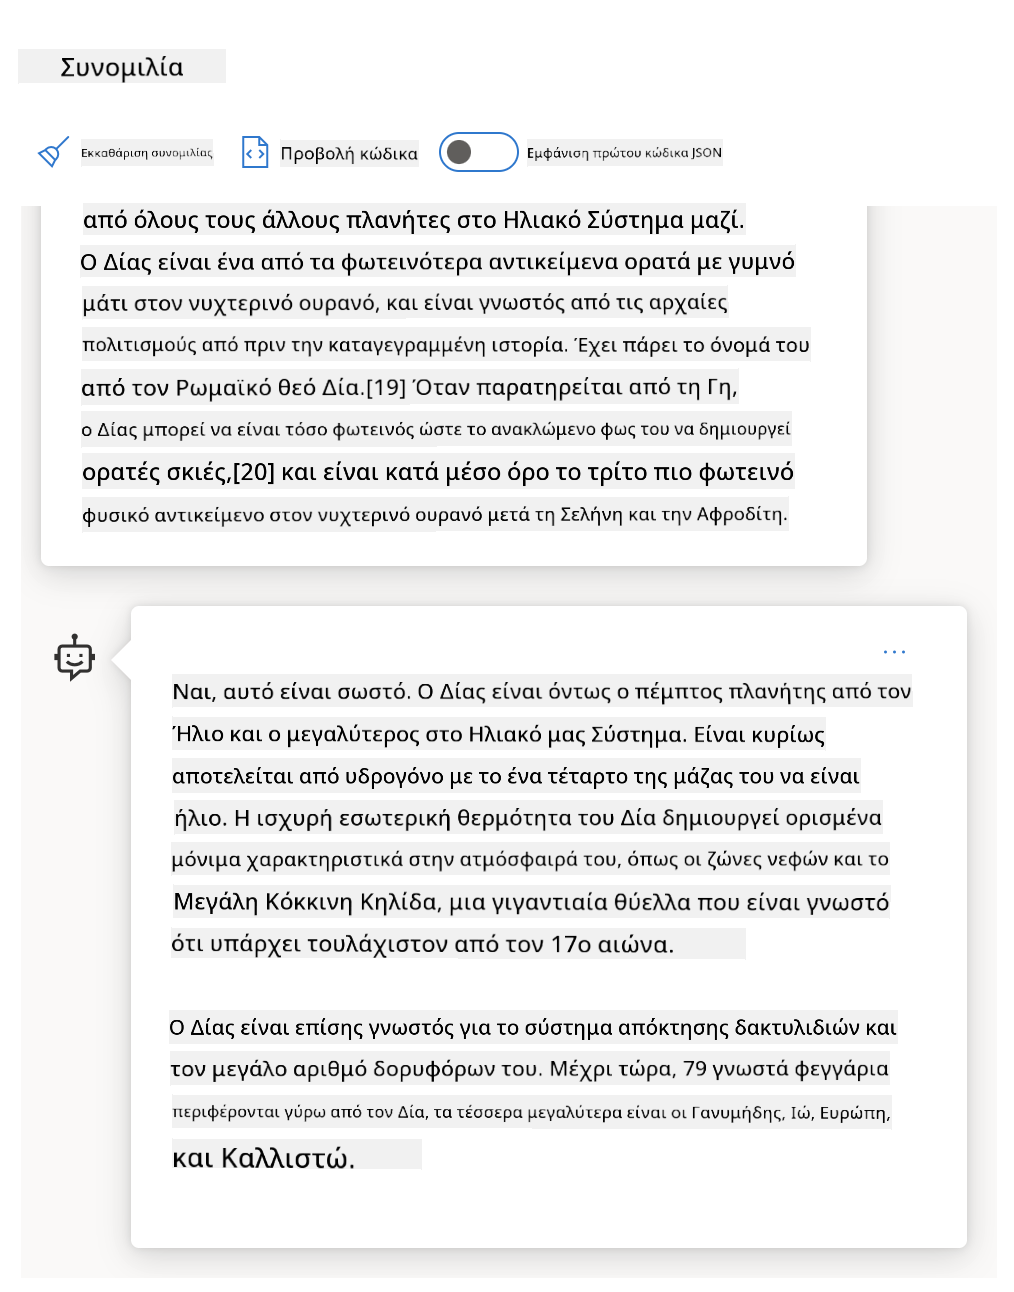 Συνομιλία
Εκκαθάριση συνομιλίας
Προβολή κώδικα
Εμφάνιση πρώτου κώδικα JSON
από όλους τους άλλους πλανήτες στο Ηλιακό Σύστημα μαζί.
Ο Δίας είναι ένα από τα φωτεινότερα αντικείμενα ορατά με γυμνό
μάτι στον νυχτερινό ουρανό, και είναι γνωστός από τις αρχαίες
πολιτισμούς από πριν την καταγεγραμμένη ιστορία. Έχει πάρει το όνομά του
από τον Ρωμαϊκό θεό Δία.[19] Όταν παρατηρείται από τη Γη,
ο Δίας μπορεί να είναι τόσο φωτεινός ώστε το ανακλώμενο φως του να δημιουργεί
ορατές σκιές,[20] και είναι κατά μέσο όρο το τρίτο πιο φωτεινό
φυσικό αντικείμενο στον νυχτερινό ουρανό μετά τη Σελήνη και την Αφροδίτη.
Ναι, αυτό είναι σωστό. Ο Δίας είναι όντως ο πέμπτος πλανήτης από τον
Ήλιο και ο μεγαλύτερος στο Ηλιακό μας Σύστημα. Είναι κυρίως
αποτελείται από υδρογόνο με το ένα τέταρτο της μάζας του να είναι
ήλιο. Η ισχυρή εσωτερική θερμότητα του Δία δημιουργεί ορισμένα
μόνιμα χαρακτηριστικά στην ατμόσφαιρά του, όπως οι ζώνες νεφών και το
Μεγάλη Κόκκινη Κηλίδα, μια γιγαντιαία θύελλα που είναι γνωστό
ότι υπάρχει τουλάχιστον από τον 17ο αιώνα.
Ο Δίας είναι επίσης γνωστός για το σύστημα απόκτησης δακτυλιδιών και
τον μεγάλο αριθμό δορυφόρων του. Μέχρι τώρα, 79 γνωστά φεγγάρια
περιφέρονται γύρω από τον Δία, τα τέσσερα μεγαλύτερα είναι οι Γανυμήδης, Ιώ, Ευρώπη,
και Καλλιστώ.